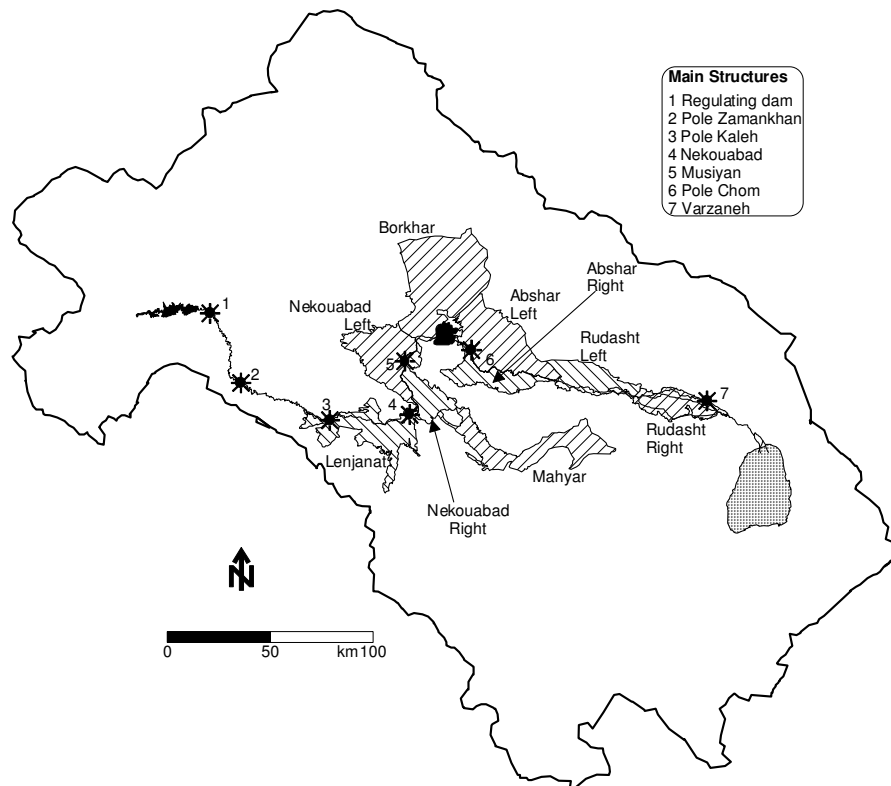 Main Structures
1 Regulating dam
2 Pole Zamankhan
3 Pole Kaleh
4 Nekouabad
5 Musiyan
6 Pole Chom
7 Varzaneh
Borkhar
Abshar
Right
Nekouabad
Left
Abshar
Left
Rudasht
Left
1
2
3
4
5
6
7
Lenjanat
Rudasht
Right
Mahyar
Nekouabad
Right
N
0 50 km100